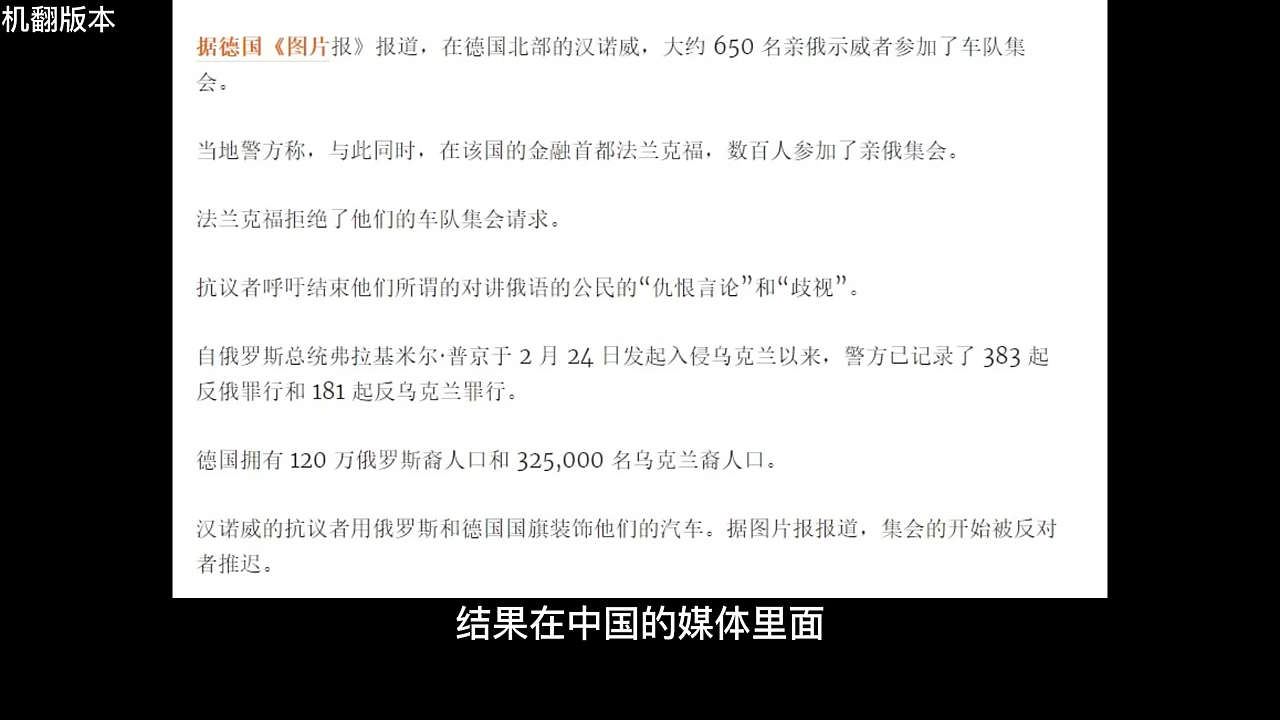 机翻版本
据德国《图片报》报道，在德国北部的汉诺威，大约 650 名亲俄示威者参加了车队集
会。
当地警方称，与此同时，在该国的金融首都法兰克福，数百人参加了亲俄集会。
法兰克福拒绝了他们的车队集会请求。
抗议者呼吁结束他们所谓的对讲俄语的公民的“仇恨言论”和“歧视”。
自俄罗斯总统弗拉基米尔·普京于 2 月 24 日发起入侵乌克兰以来，警方已记录了 383 起
反俄罪行和 181 起反乌克兰罪行。
德国拥有 120 万俄罗斯裔人口和 325,000 名乌克兰裔人口。
汉诺威的抗议者用俄罗斯和德国国旗装饰他们的汽车。据图片报报道，集会的开始被反对
者推迟。
结果在中国的媒体里面